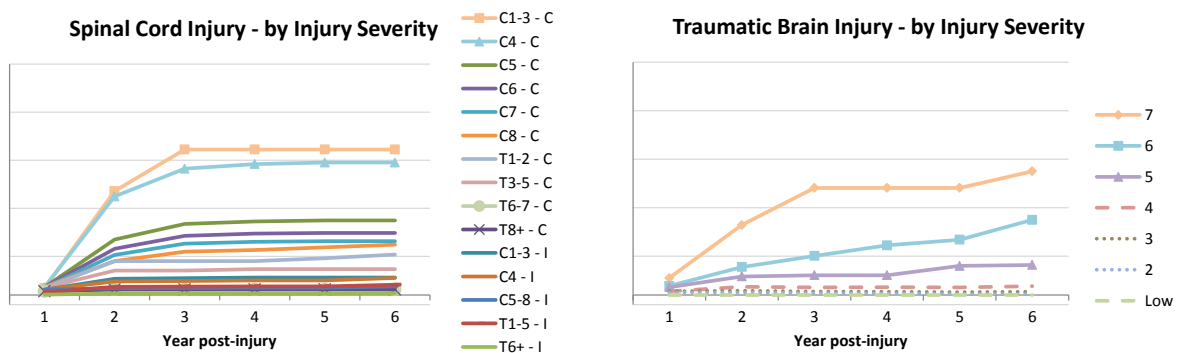 Spinal Cord Injury - by Injury Severity
1 2 3 4 5 6
Year post-injury
C1-3 - C
C4 - C
C5 - C
C6 - C
C7 - C
C8 - C
T1-2 - C
T3-5 - C
T6-7 - C
T8+ - C
C1-3 - I
C4 - I
C5-8 - I
T1-5 - I
T6+ - I
Traumatic Brain Injury - by Injury Severity
1 2 3 4 5 6
Year post-injury
7
6
5
4
3
2
Low